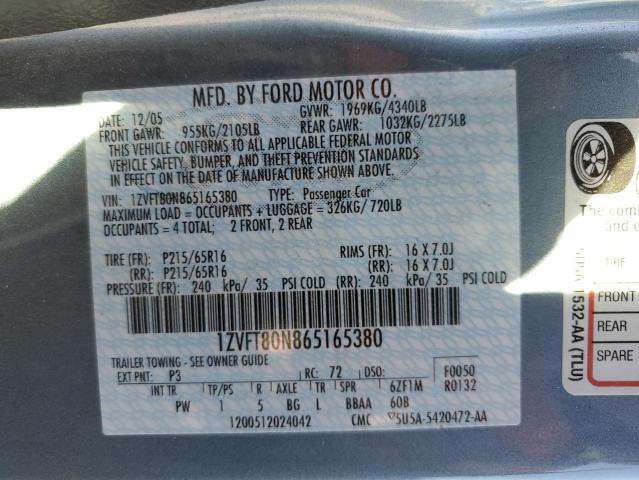 MFD. BY FORD MOTOR CO.
DATE: 12/05 GVWR: 1969KG/4340LB
FRONT GAWR: 955KG/2105LB REAR GAWR: 1032KG/2275LB
THIS VEHICLE CONFORMS TO ALL APPLICABLE FEDERAL MOTOR
VEHICLE SAFETY, BUMPER, AND THEFT PREVENTION STANDARDS
IN EFFECT ON THE DATE OF MANUFACTURE SHOWN ABOVE.
VIN: 1ZVFT80N865165380 TYPE: Passenger Car
MAXIMUM LOAD = OCCUPANTS + LUGGAGE = 326KG/720LB
OCCUPANTS = 4 TOTAL; 2 FRONT, 2 REAR
TIRE (FR): P215/65R16 RIMS (FR): 16 X 7.0J
(RR): P215/65R16 (RR): 16 X 7.0J
PRESSURE (FR): 240 kPa/ 35 PSI COLD (RR): 240 kPa/ 35 PSI COLD
1ZVFT80N865165380
TRAILER TOWING - SEE OWNER GUIDE
EXT PNT: P3 RC: 72 DSO: F0050
INT TR TP/PS R AXLE TR SPR 6ZF1M R0132
PW 1 5 BG L BBAA 60B
1200512024042 CMC 5U5A-5420472-AA
The com
and c
TIRE
FRONT
REAR
SPARE
1532-AA (TLU)